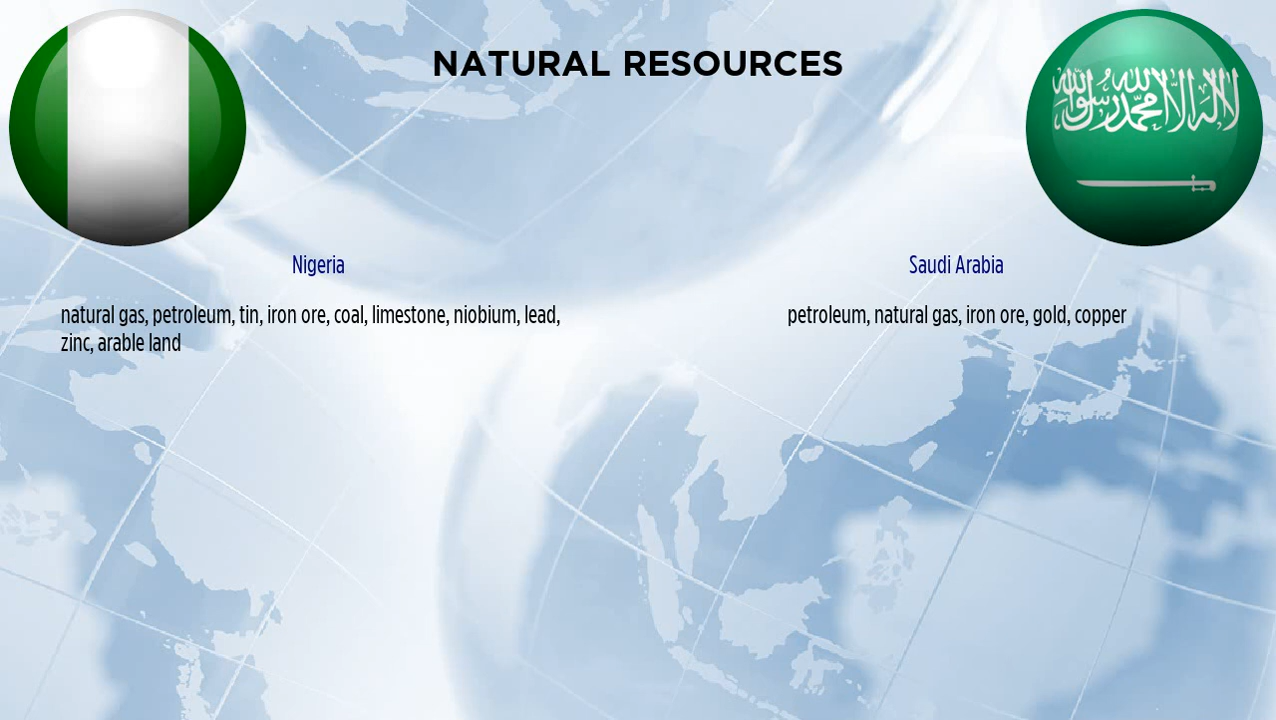 NATURAL RESOURCES
لا إله إلا الله محمد رسول الله
Nigeria
natural gas, petroleum, tin, iron ore, coal, limestone, niobium, lead,
zinc, arable land
Saudi Arabia
petroleum, natural gas, iron ore, gold, copper